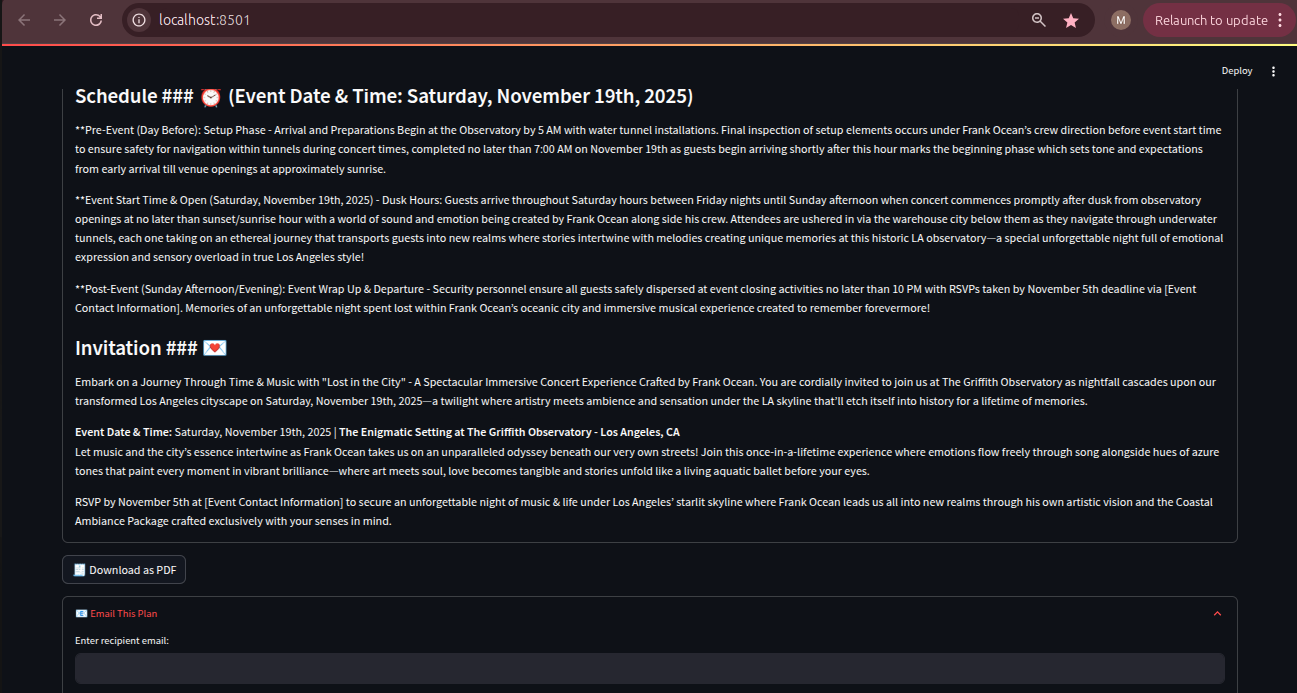 localhost:8501
M
Relaunch to update
Deploy
Schedule ### ⏰ (Event Date & Time: Saturday, November 19th, 2025)
**Pre-Event (Day Before): Setup Phase - Arrival and Preparations Begin at the Observatory by 5 AM with water tunnel installations. Final inspection of setup elements occurs under Frank Ocean's crew direction before event start time
to ensure safety for navigation within tunnels during concert times, completed no later than 7:00 AM on November 19th as guests begin arriving shortly after this hour marks the beginning phase which sets tone and expectations
from early arrival till venue openings at approximately sunrise.
**Event Start Time & Open (Saturday, November 19th, 2025) - Dusk Hours: Guests arrive throughout Saturday hours between Friday nights until Sunday afternoon when concert commences promptly after dusk from observatory
openings at no later than sunset/sunrise hour with a world of sound and emotion being created by Frank Ocean along side his crew. Attendees are ushered in via the warehouse city below them as they navigate through underwater
tunnels, each one taking on an ethereal journey that transports guests into new realms where stories intertwine with melodies creating unique memories at this historic LA observatory—a special unforgettable night full of emotional
expression and sensory overload in true Los Angeles style!
**Post-Event (Sunday Afternoon/Evening): Event Wrap Up & Departure - Security personnel ensure all guests safely dispersed at event closing activities no later than 10 PM with RSVPs taken by November 5th deadline via [Event
Contact Information]. Memories of an unforgettable night spent lost within Frank Ocean's oceanic city and immersive musical experience created to remember forevermore!
Invitation ### 💌
Embark on a Journey Through Time & Music with "Lost in the City" - A Spectacular Immersive Concert Experience Crafted by Frank Ocean. You are cordially invited to join us at The Griffith Observatory as nightfall cascades upon our
transformed Los Angeles cityscape on Saturday, November 19th, 2025—a twilight where artistry meets ambience and sensation under the LA skyline that'll etch itself into history for a lifetime of memories.
Event Date & Time: Saturday, November 19th, 2025 | The Enigmatic Setting at The Griffith Observatory - Los Angeles, CA
Let music and the city's essence intertwine as Frank Ocean takes us on an unparalleled odyssey beneath our very own streets! Join this once-in-a-lifetime experience where emotions flow freely through song alongside hues of azure
tones that paint every moment in vibrant brilliance—where art meets soul, love becomes tangible and stories unfold like a living aquatic ballet before your eyes.
RSVP by November 5th at [Event Contact Information] to secure an unforgettable night of music & life under Los Angeles' starlit skyline where Frank Ocean leads us all into new realms through his own artistic vision and the Coastal
Ambiance Package crafted exclusively with your senses in mind.
🧾 Download as PDF
📧 Email This Plan
Enter recipient email: